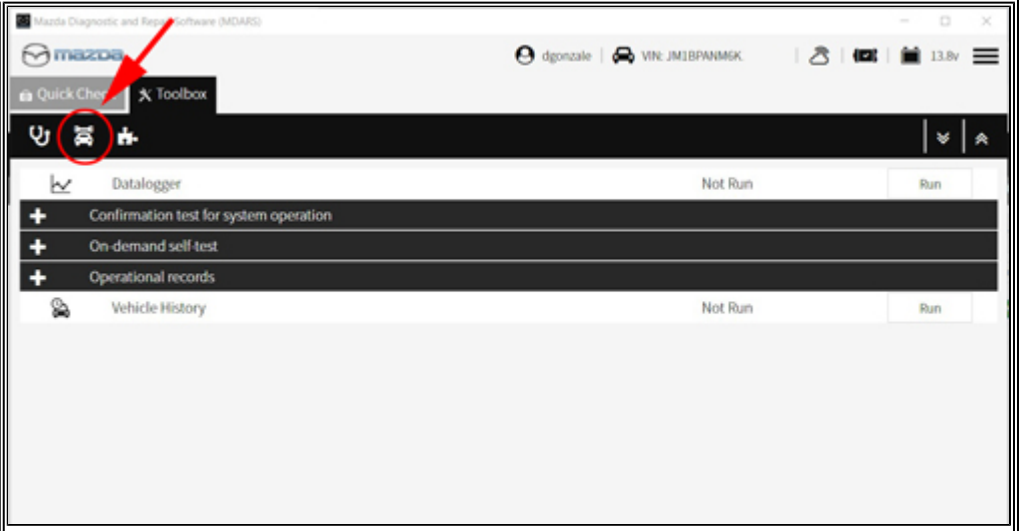 Mazda Diagnostic and Repair Software (MDARS)
mazda dgonzale VIN: JM1BPANM6K 13.8v
Quick Check Toolbox
Datalogger Not Run Run
Confirmation test for system operation
On-demand self-test
Operational records
Vehicle History Not Run Run